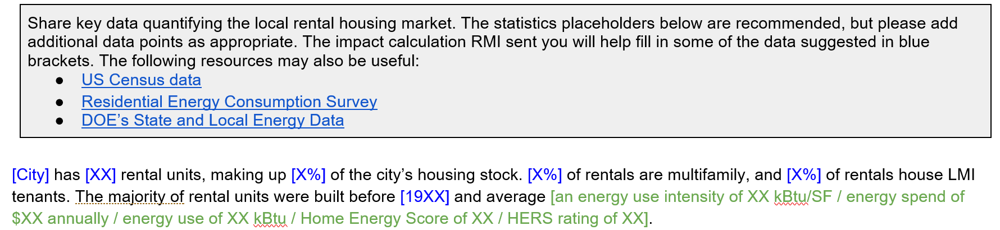 Share key data quantifying the local rental housing market. The statistics placeholders below are recommended, but please add
additional data points as appropriate. The impact calculation RMI sent you will help fill in some of the data suggested in blue
brackets. The following resources may also be useful:
● US Census data
● Residential Energy Consumption Survey
● DOE’s State and Local Energy Data
[City] has [XX] rental units, making up [X%] of the city’s housing stock. [X%] of rentals are multifamily, and [X%] of rentals house LMI
tenants. The majority of rental units were built before [19XX] and average [an energy use intensity of XX kBtu/SF / energy spend of
$XX annually / energy use of XX kBtu / Home Energy Score of XX / HERS rating of XX].